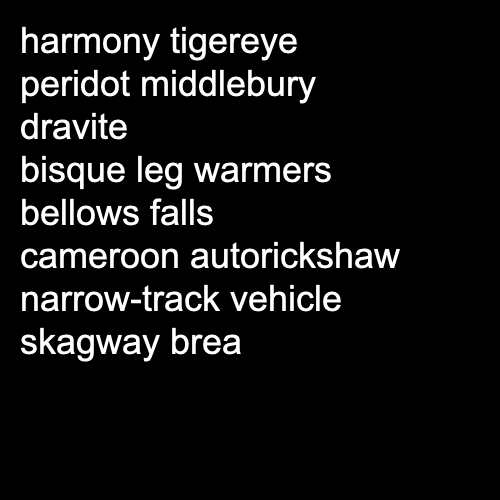 harmony tigereye
peridot middlebury
dravite
bisque leg warmers
bellows falls
cameroon autorickshaw
narrow-track vehicle
skagway brea